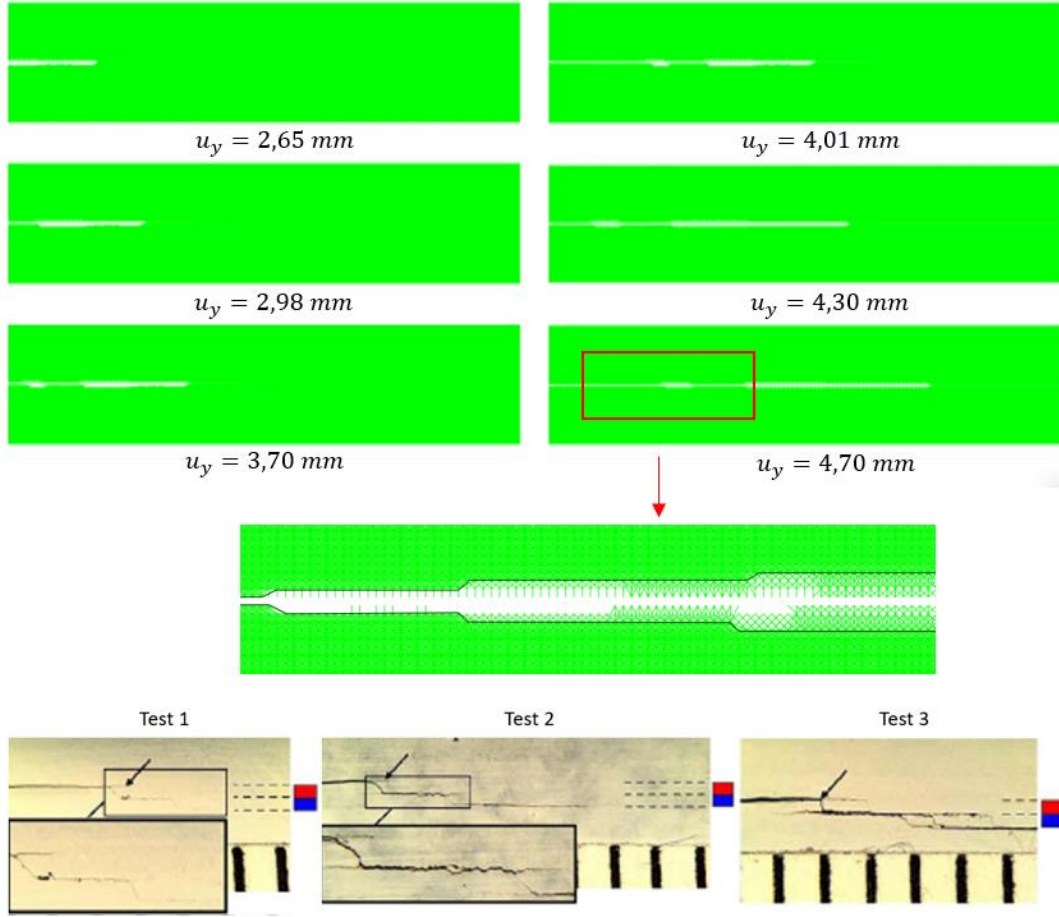 u_y = 2,65 mm
u_y = 4,01 mm
u_y = 2,98 mm
u_y = 4,30 mm
u_y = 3,70 mm
u_y = 4,70 mm
Test 1
Test 2
Test 3